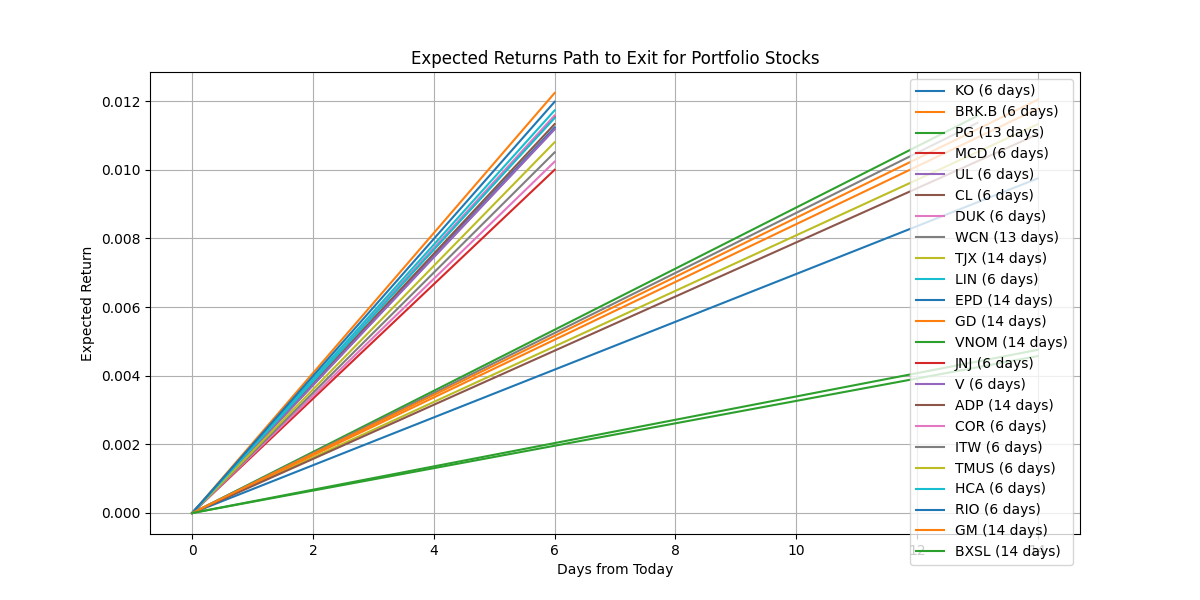 Expected Returns Path to Exit for Portfolio Stocks
Expected Return
0.012
0.010
0.008
0.006
0.004
0.002
0.000
0
2
4
6
8
10
12
Days from Today
KO (6 days)
BRK.B (6 days)
PG (13 days)
MCD (6 days)
UL (6 days)
CL (6 days)
DUK (6 days)
WCN (13 days)
TJX (14 days)
LIN (6 days)
EPD (14 days)
GD (14 days)
VNOM (14 days)
JNJ (6 days)
V (6 days)
ADP (14 days)
COR (6 days)
ITW (6 days)
TMUS (6 days)
HCA (6 days)
RIO (6 days)
GM (14 days)
BXSL (14 days)